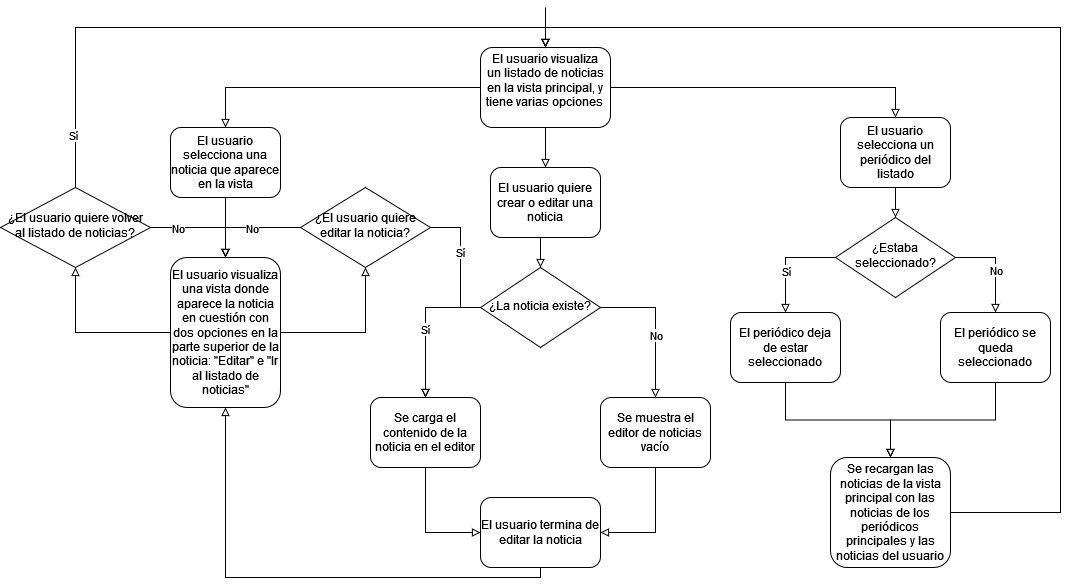 El usuario visualiza
un listado de noticias
en la vista principal, y
tiene varias opciones
El usuario
selecciona una
noticia que aparece
en la vista
El usuario quiere
crear o editar una
noticia
El usuario
selecciona un
periódico del
listado
Sí
¿El usuario quiere volver
al listado de noticias?
No
No
¿El usuario quiere
editar la noticia?
Sí
¿Estaba
seleccionado?
Sí
No
El usuario visualiza
una vista donde
aparece la noticia
en cuestión con
dos opciones en la
parte superior de la
noticia: "Editar" e "Ir
al listado de
noticias"
¿La noticia existe?
Sí
No
El periódico deja
de estar
seleccionado
El periódico se
queda
seleccionado
Se carga el
contenido de la
noticia en el editor
Se muestra el
editor de noticias
vacío
Se recargan las
noticias de la vista
principal con las
noticias de los
periódicos
principales y las
noticias del usuario
El usuario termina de
editar la noticia